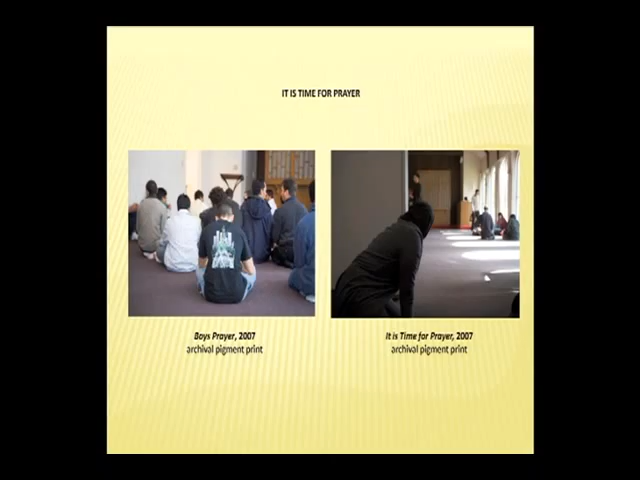 IT IS TIME FOR PRAYER
Boys Prayer, 2007
archival pigment print
It is Time for Prayer, 2007
archival pigment print